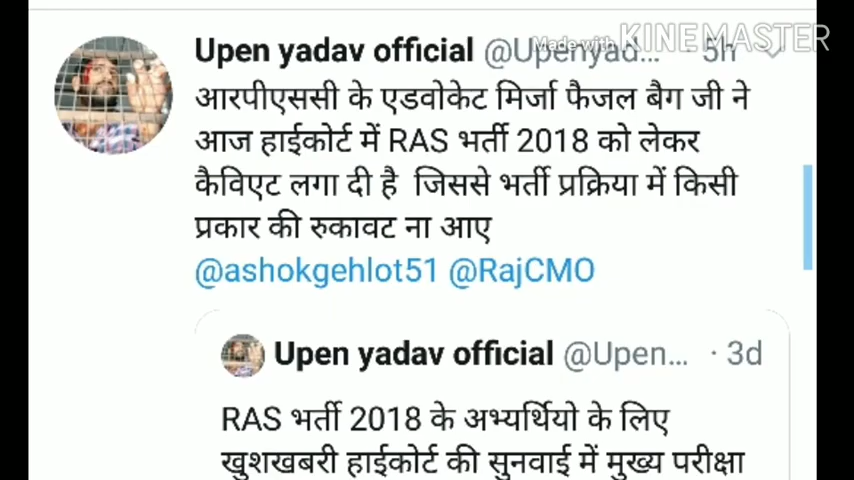 Upen yadav official @Upenyad... · 5h
Made with KINEMASTER
आरपीएससी के एडवोकेट मिर्जा फैजल बैग जी ने
आज हाईकोर्ट में RAS भर्ती 2018 को लेकर
कैविएट लगा दी है जिससे भर्ती प्रक्रिया में किसी
प्रकार की रुकावट ना आए
@ashokgehlot51 @RajCMO
Upen yadav official @Upen... · 3d
RAS भर्ती 2018 के अभ्यर्थियो के लिए
खुशखबरी हाईकोर्ट की सुनवाई में मुख्य परीक्षा